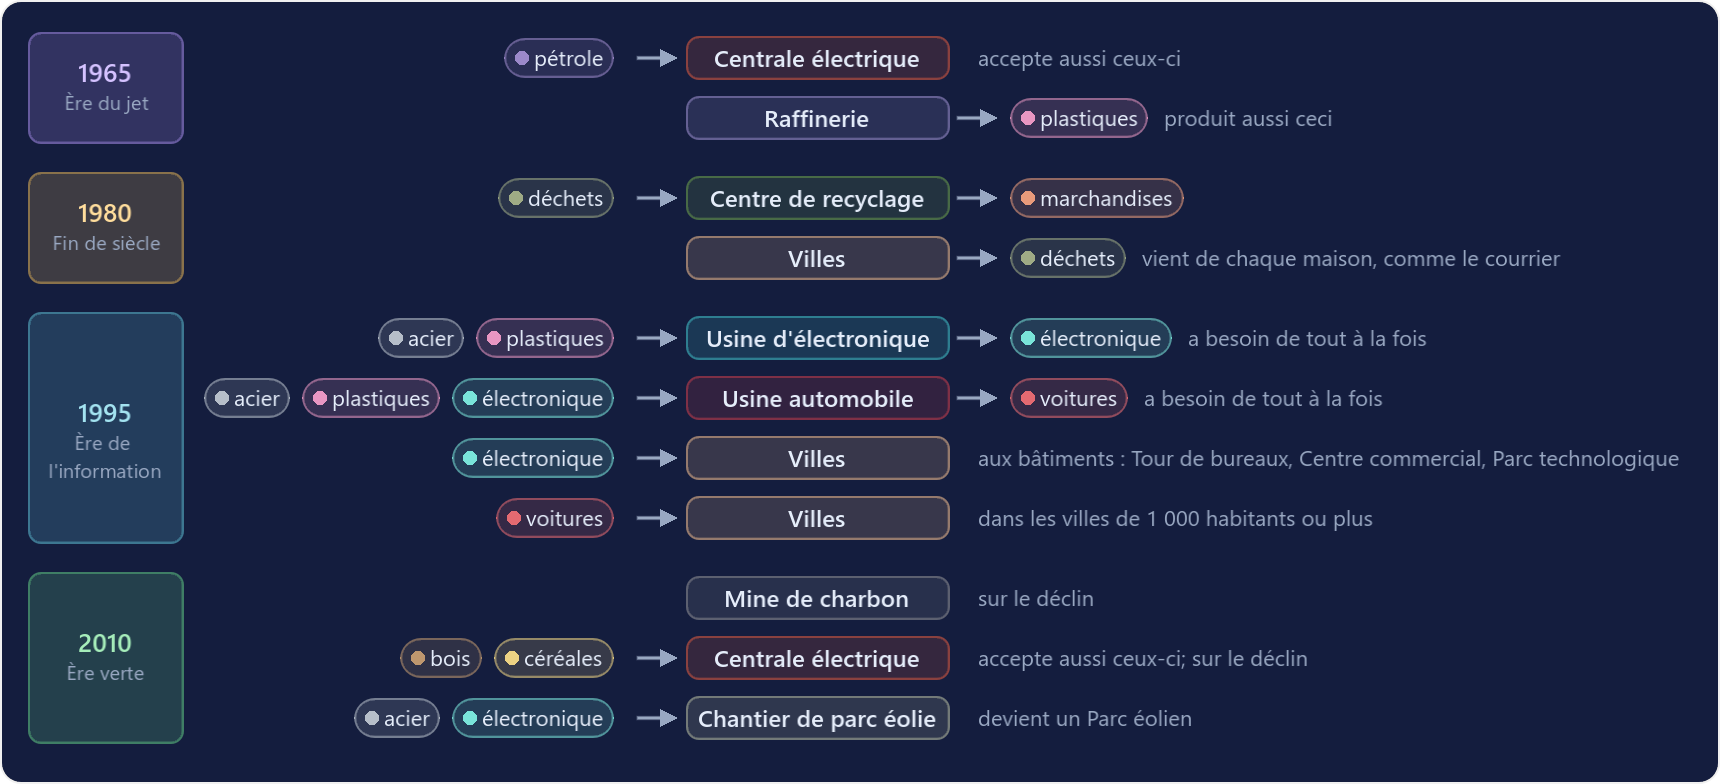 1965
Ère du jet
pétrole Centrale électrique accepte aussi ceux-ci
Raffinerie plastiques produit aussi ceci
1980
Fin de siècle
déchets Centre de recyclage marchandises
Villes déchets vient de chaque maison, comme le courrier
1995
Ère de
l'information
acier plastiques Usine d'électronique électronique a besoin de tout à la fois
acier plastiques électronique Usine automobile voitures a besoin de tout à la fois
électronique Villes aux bâtiments : Tour de bureaux, Centre commercial, Parc technologique
voitures Villes dans les villes de 1 000 habitants ou plus
2010
Ère verte
Mine de charbon sur le déclin
bois céréales Centrale électrique accepte aussi ceux-ci; sur le déclin
acier électronique Chantier de parc éolie devient un Parc éolien